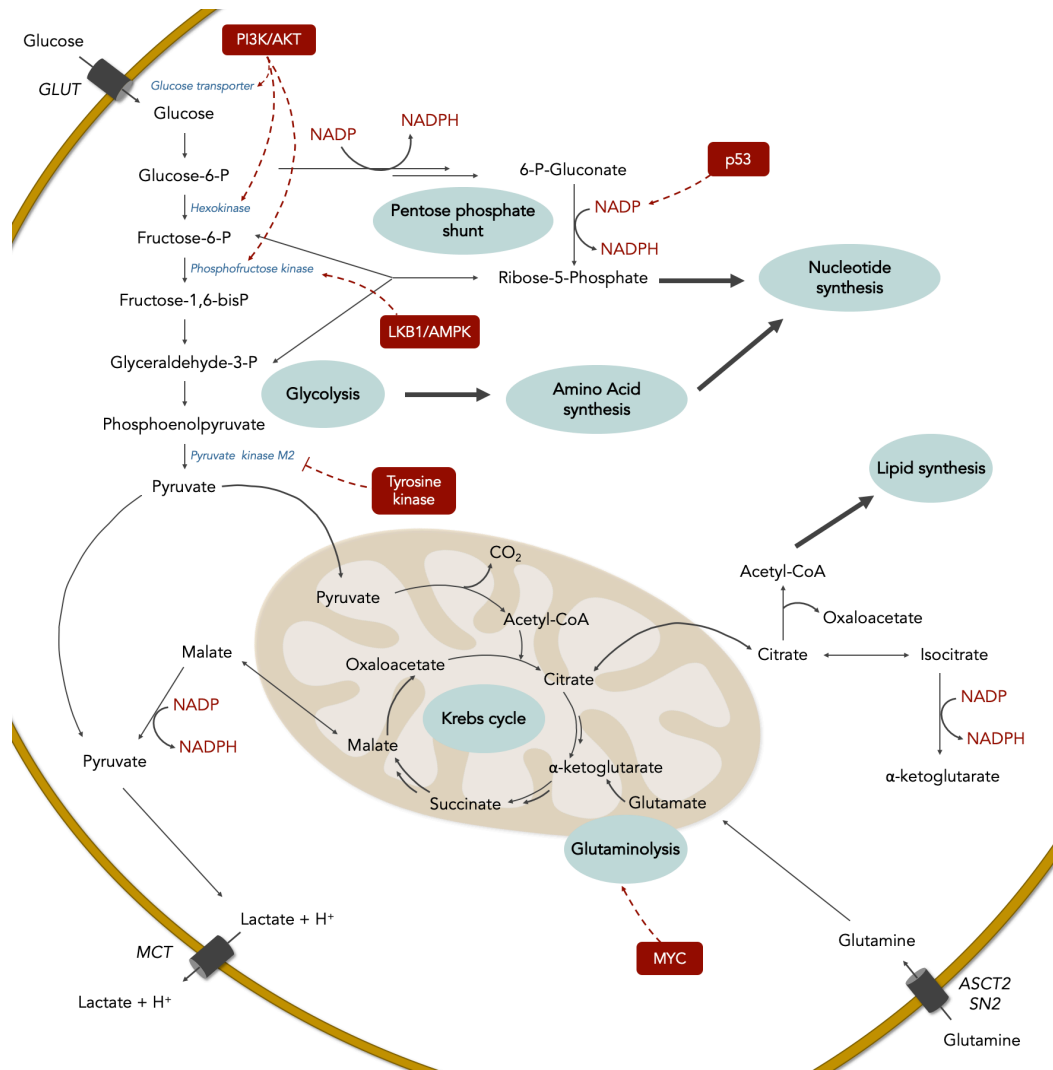 Glucose
GLUT
PI3K/AKT
Glucose transporter
Glucose
NADP
NADPH
Glucose-6-P
6-P-Gluconate
p53
Hexokinase
Pentose phosphate
shunt
NADP
NADPH
Fructose-6-P
Phosphofructose kinase
Ribose-5-Phosphate
Nucleotide
synthesis
Fructose-1,6-bisP
LKB1/AMPK
Glyceraldehyde-3-P
Glycolysis
Amino Acid
synthesis
Phosphoenolpyruvate
Pyruvate kinase M2
Pyruvate
Tyrosine
kinase
Lipid synthesis
CO₂
Pyruvate
Acetyl-CoA
Acetyl-CoA
Oxaloacetate
Malate
Oxaloacetate
Citrate
Citrate
Isocitrate
NADP
NADPH
Krebs cycle
NADP
NADPH
Pyruvate
Malate
α-ketoglutarate
α-ketoglutarate
Succinate
Glutamate
Glutaminolysis
Lactate + H⁺
MCT
Lactate + H⁺
MYC
Glutamine
ASCT2
SN2
Glutamine